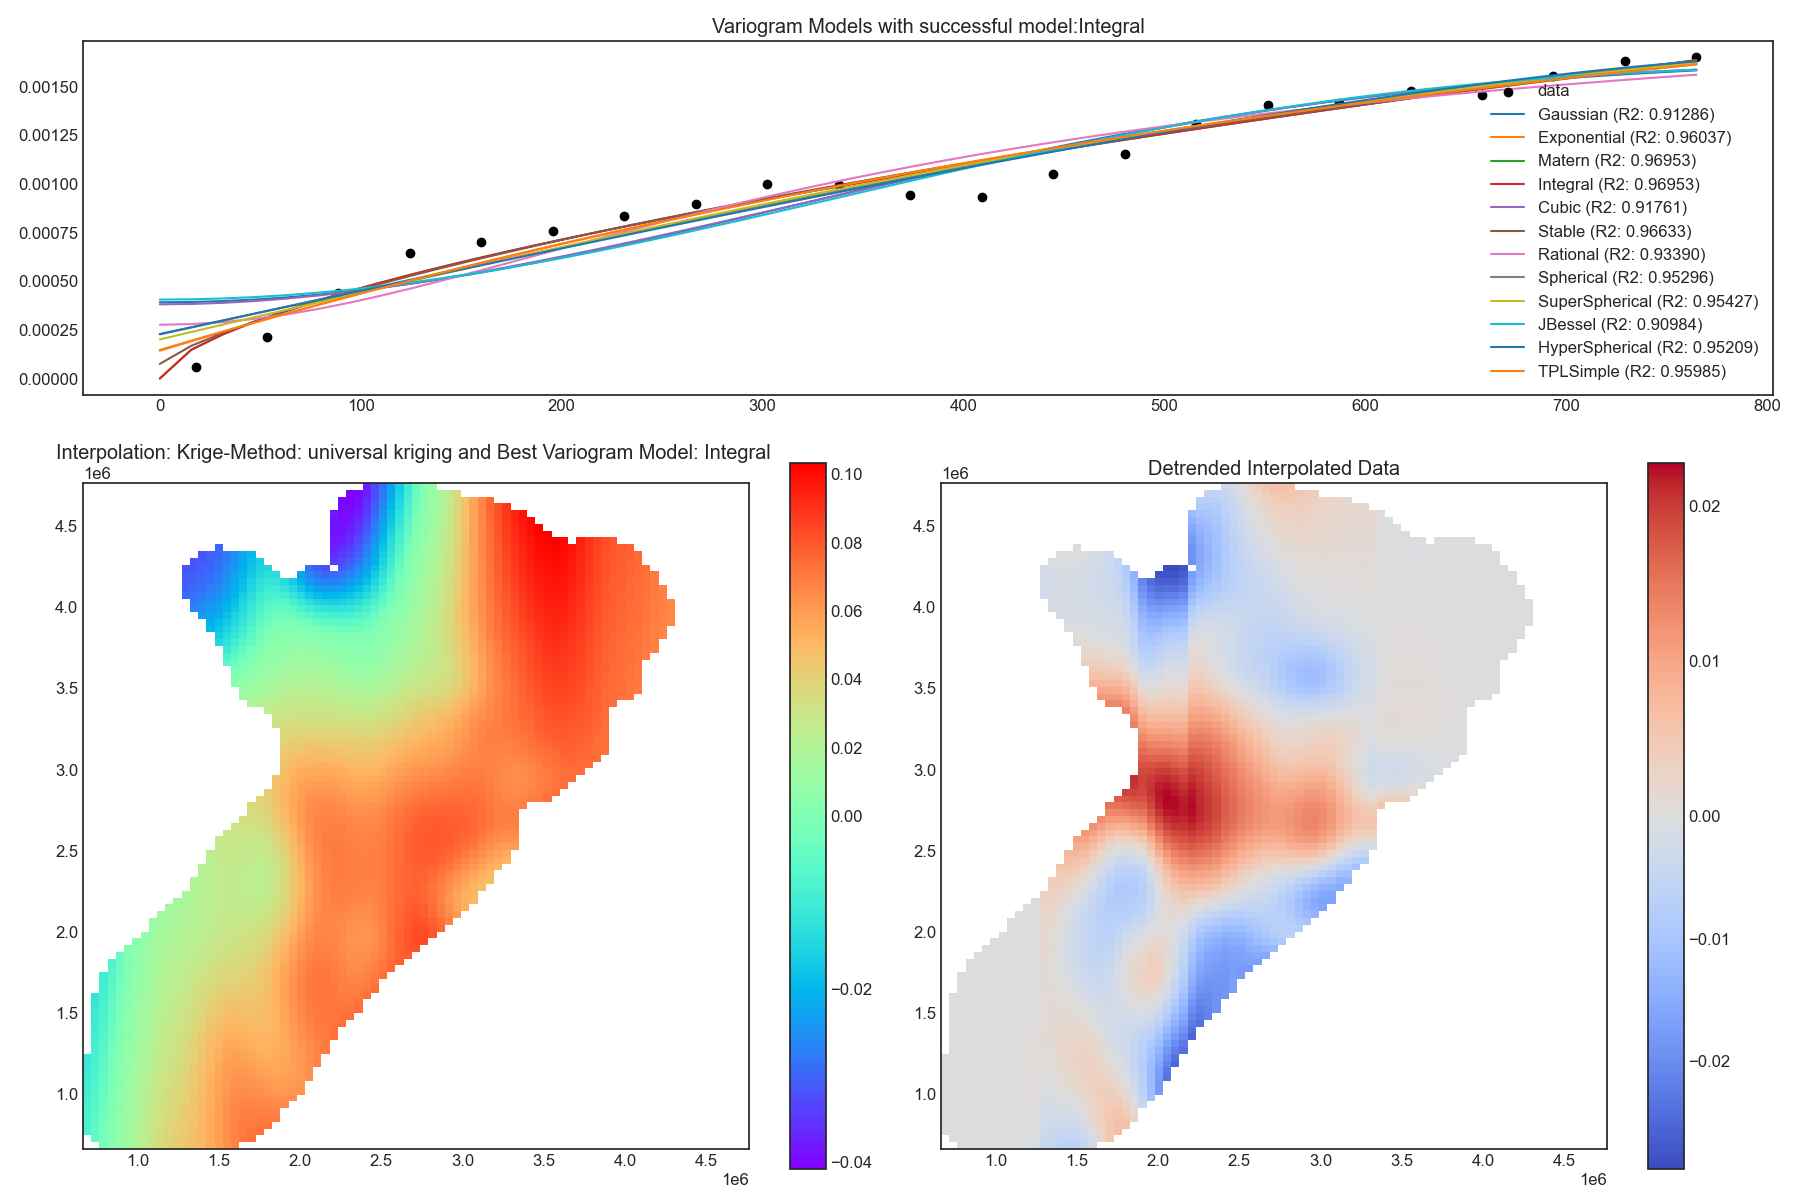 Variogram Models with successful model:Integral
0.00150
0.00125
0.00100
0.00075
0.00050
0.00025
0.00000
data
Gaussian (R2: 0.91286)
Exponential (R2: 0.96037)
Matern (R2: 0.96953)
Integral (R2: 0.96953)
Cubic (R2: 0.91761)
Stable (R2: 0.96633)
Rational (R2: 0.93390)
Spherical (R2: 0.95296)
SuperSpherical (R2: 0.95427)
JBessel (R2: 0.90984)
HyperSpherical (R2: 0.95209)
TPLSimple (R2: 0.95985)
0 100 200 300 400 500 600 700 800
Interpolation: Krige-Method: universal kriging and Best Variogram Model: Integral
1e6
4.5
4.0
3.5
3.0
2.5
2.0
1.5
1.0
1.0 1.5 2.0 2.5 3.0 3.5 4.0 4.5
1e6
0.10
0.08
0.06
0.04
0.02
0.00
−0.02
−0.04
Detrended Interpolated Data
1e6
4.5
4.0
3.5
3.0
2.5
2.0
1.5
1.0
1.0 1.5 2.0 2.5 3.0 3.5 4.0 4.5
1e6
0.02
0.01
0.00
−0.01
−0.02